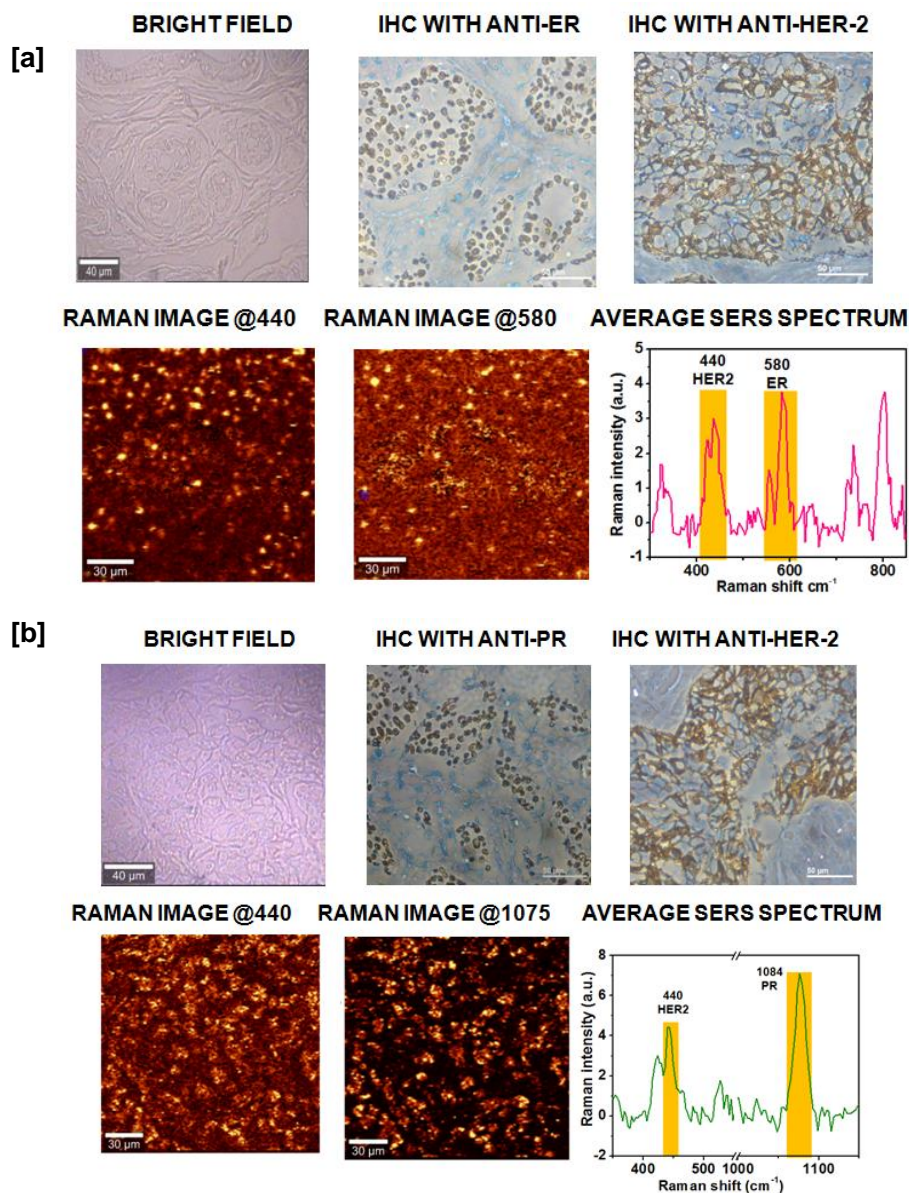 BRIGHT FIELD IHC WITH ANTI-ER IHC WITH ANTI-HER-2
[a]
40 µm
50 µm
RAMAN IMAGE @440 RAMAN IMAGE @580 AVERAGE SERS SPECTRUM
30 µm
30 µm
Raman intensity (a.u.)
5
4
3
2
1
0
-1
440
HER2
580
ER
400 600 800
Raman shift cm⁻¹
[b]
BRIGHT FIELD IHC WITH ANTI-PR IHC WITH ANTI-HER-2
40 µm
50 µm
RAMAN IMAGE @440 RAMAN IMAGE @1075 AVERAGE SERS SPECTRUM
30 µm
30 µm
Raman Intensity (a.u.)
8
6
4
2
0
-2
440
HER2
1084
PR
400 500 1000 1100
Raman shift (cm⁻¹)